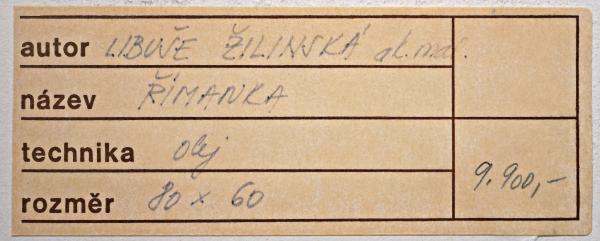 autor LIBUŠE ŽILINSKÁ ak. mal.
název ŘÍMANKA
technika olej
9.900,-
rozměr 80 x 60